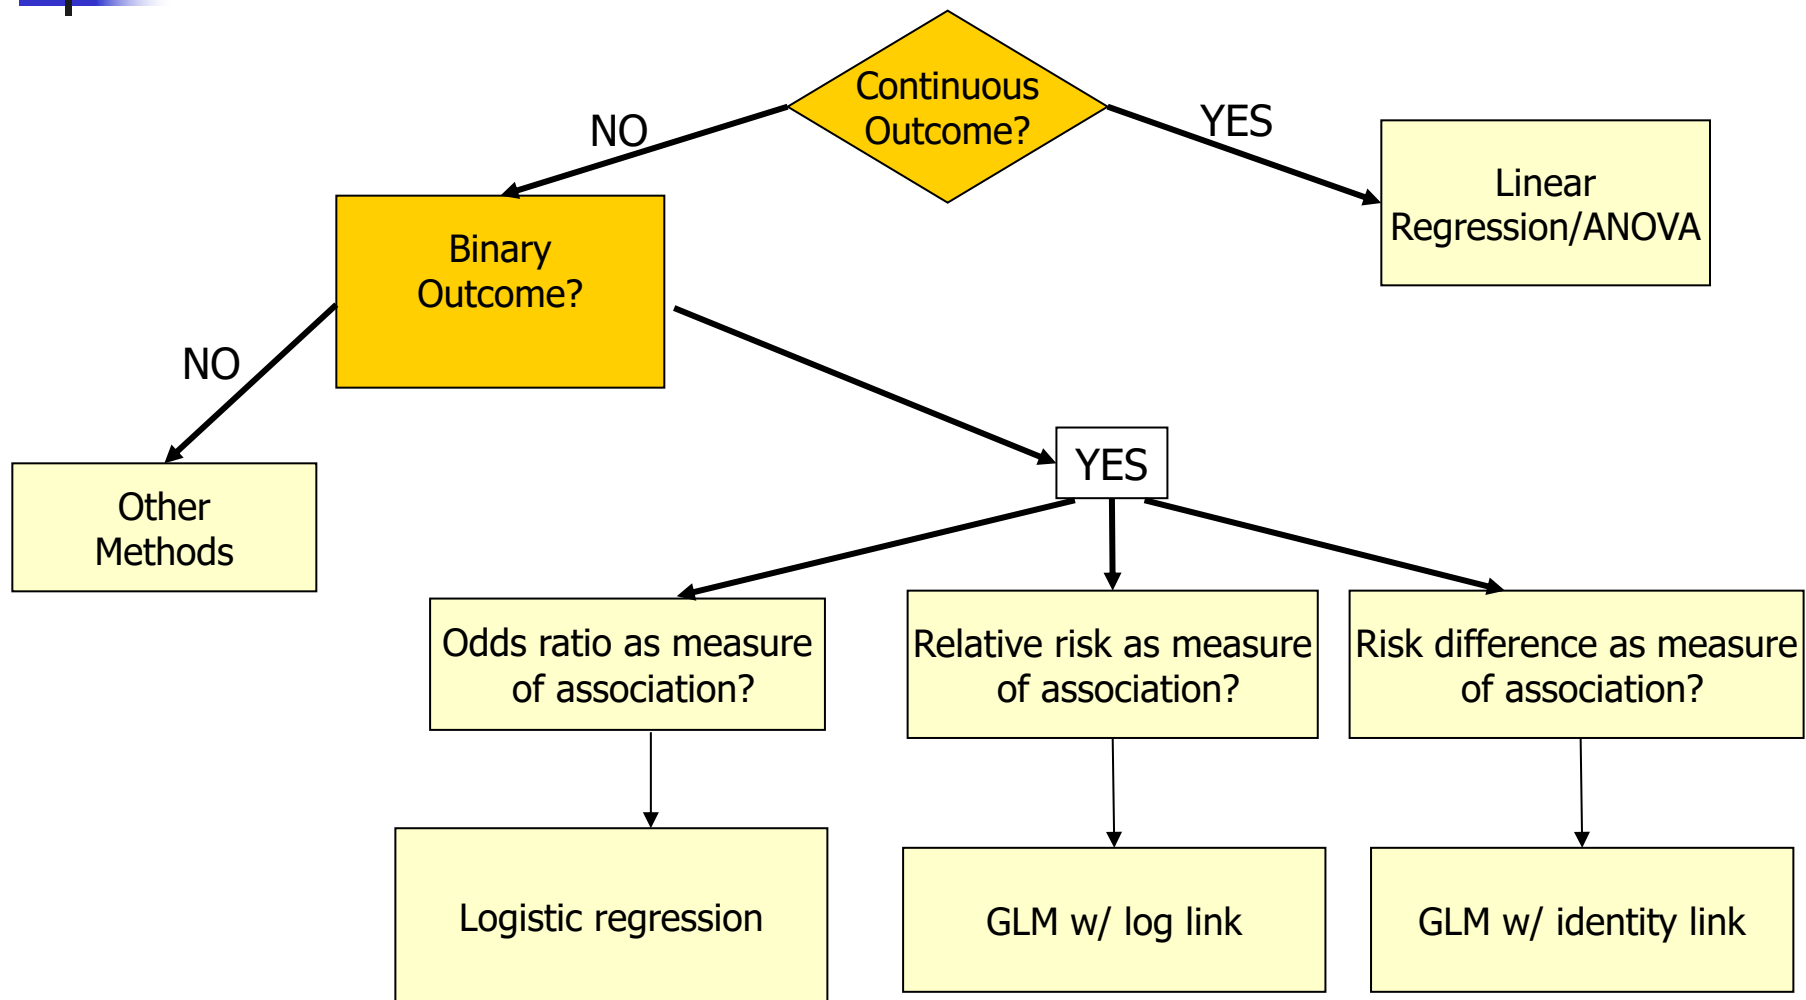 Continuous
Outcome?
NO
YES
Linear
Regression/ANOVA
Binary
Outcome?
NO
YES
Other
Methods
Odds ratio as measure
of association?
Relative risk as measure
of association?
Risk difference as measure
of association?
Logistic regression
GLM w/ log link
GLM w/ identity link